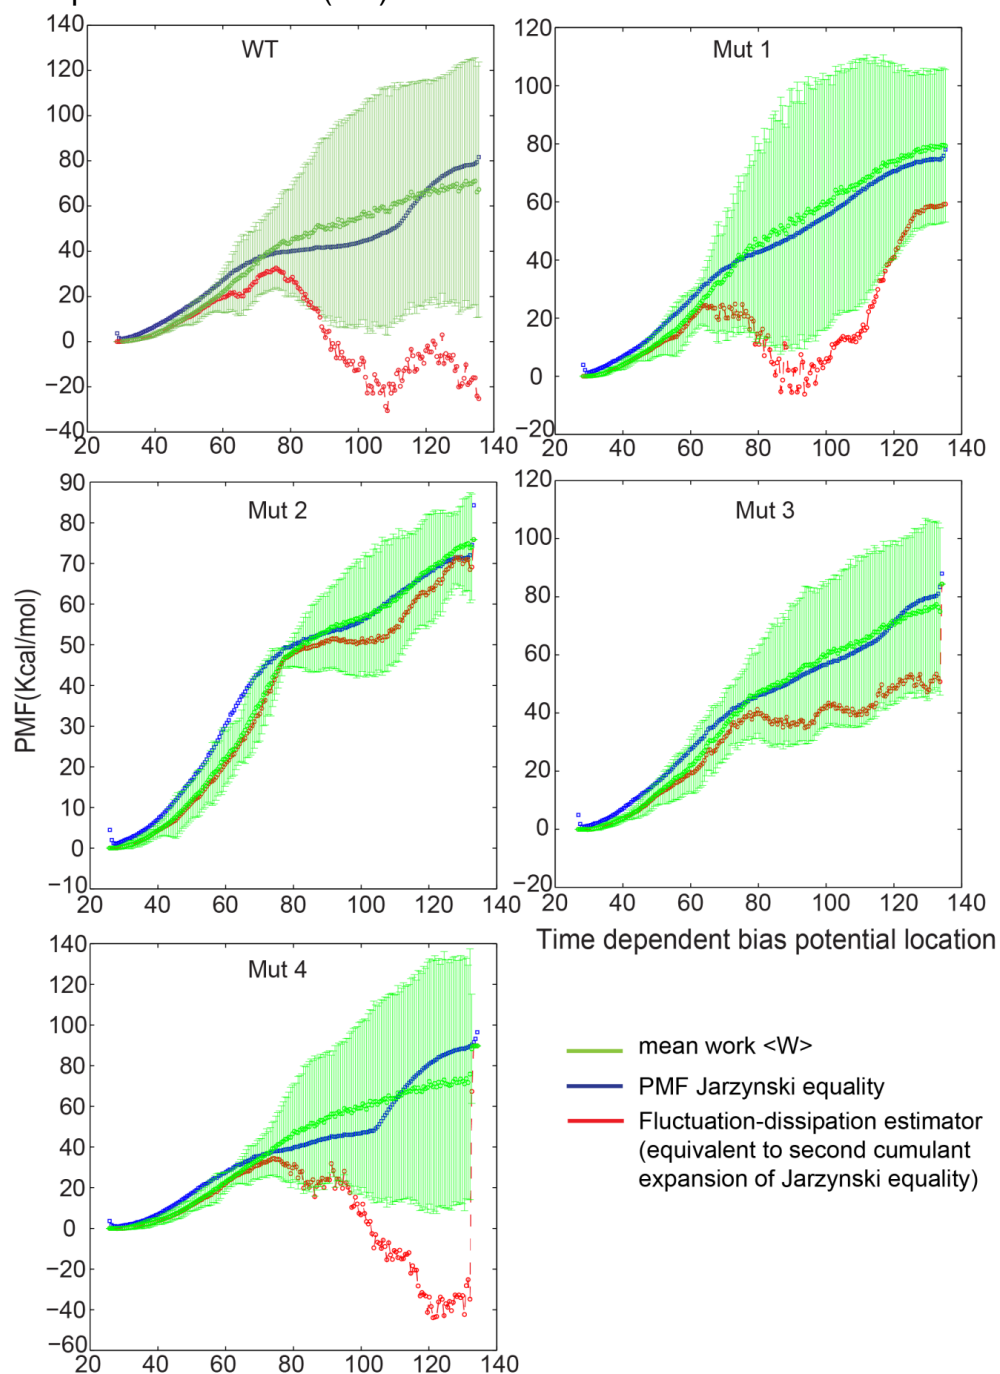 WT
140
120
100
80
60
40
20
0
−20
−40
20 40 60 80 100 120 140
Mut 1
120
100
80
60
40
20
0
−20
20 40 60 80 100 120 140
Mut 2
90
80
70
60
50
40
30
20
10
0
−10
20 40 60 80 100 120 140
PMF(Kcal/mol)
Mut 3
120
100
80
60
40
20
0
−20
20 40 60 80 100 120 140
Time dependent bias potential location
Mut 4
140
120
100
80
60
40
20
0
−20
−40
−60
20 40 60 80 100 120 140
mean work <W>
PMF Jarzynski equality
Fluctuation-dissipation estimator
(equivalent to second cumulant
expansion of Jarzynski equality)